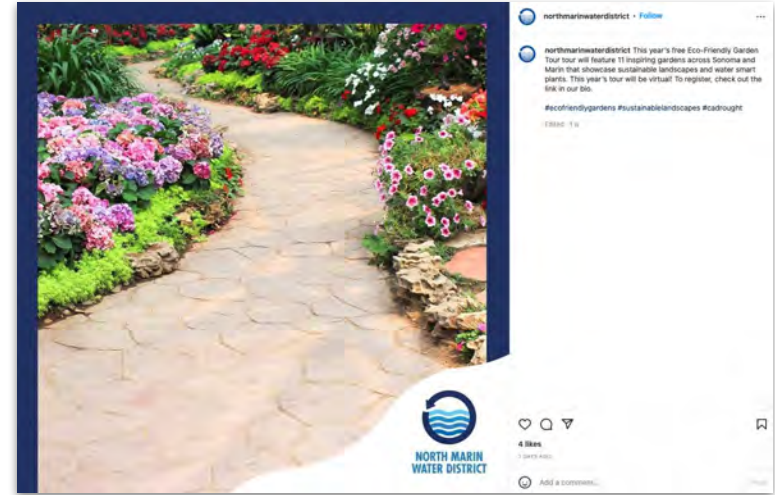 northmarinwaterdistrict • Follow
northmarinwaterdistrict This year's free Eco-Friendly Garden
Tour tour will feature 11 inspiring gardens across Sonoma and
Marin that showcase sustainable landscapes and water smart
plants. This year's tour will be virtual! To register, check out the
link in our bio.
#ecofriendlygardens #sustainablelandscapes #cadrought
4 likes
DAYS AGO
Add a comment...
NORTH MARIN
WATER DISTRICT